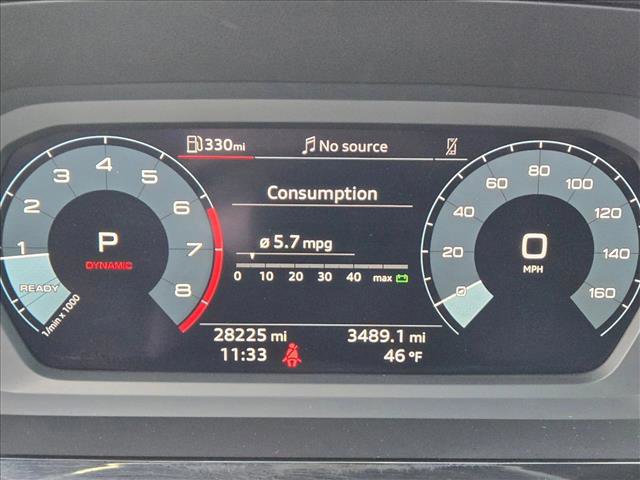 330mi
No source
Consumption
ø 5.7 mpg
0 10 20 30 40 max
28225 mi 3489.1 mi
11:33 46 °F
P
DYNAMIC
READY
1 2 3 4 5 6 7 8
1/min x 1000
0
MPH
0 20 40 60 80 100 120 140 160